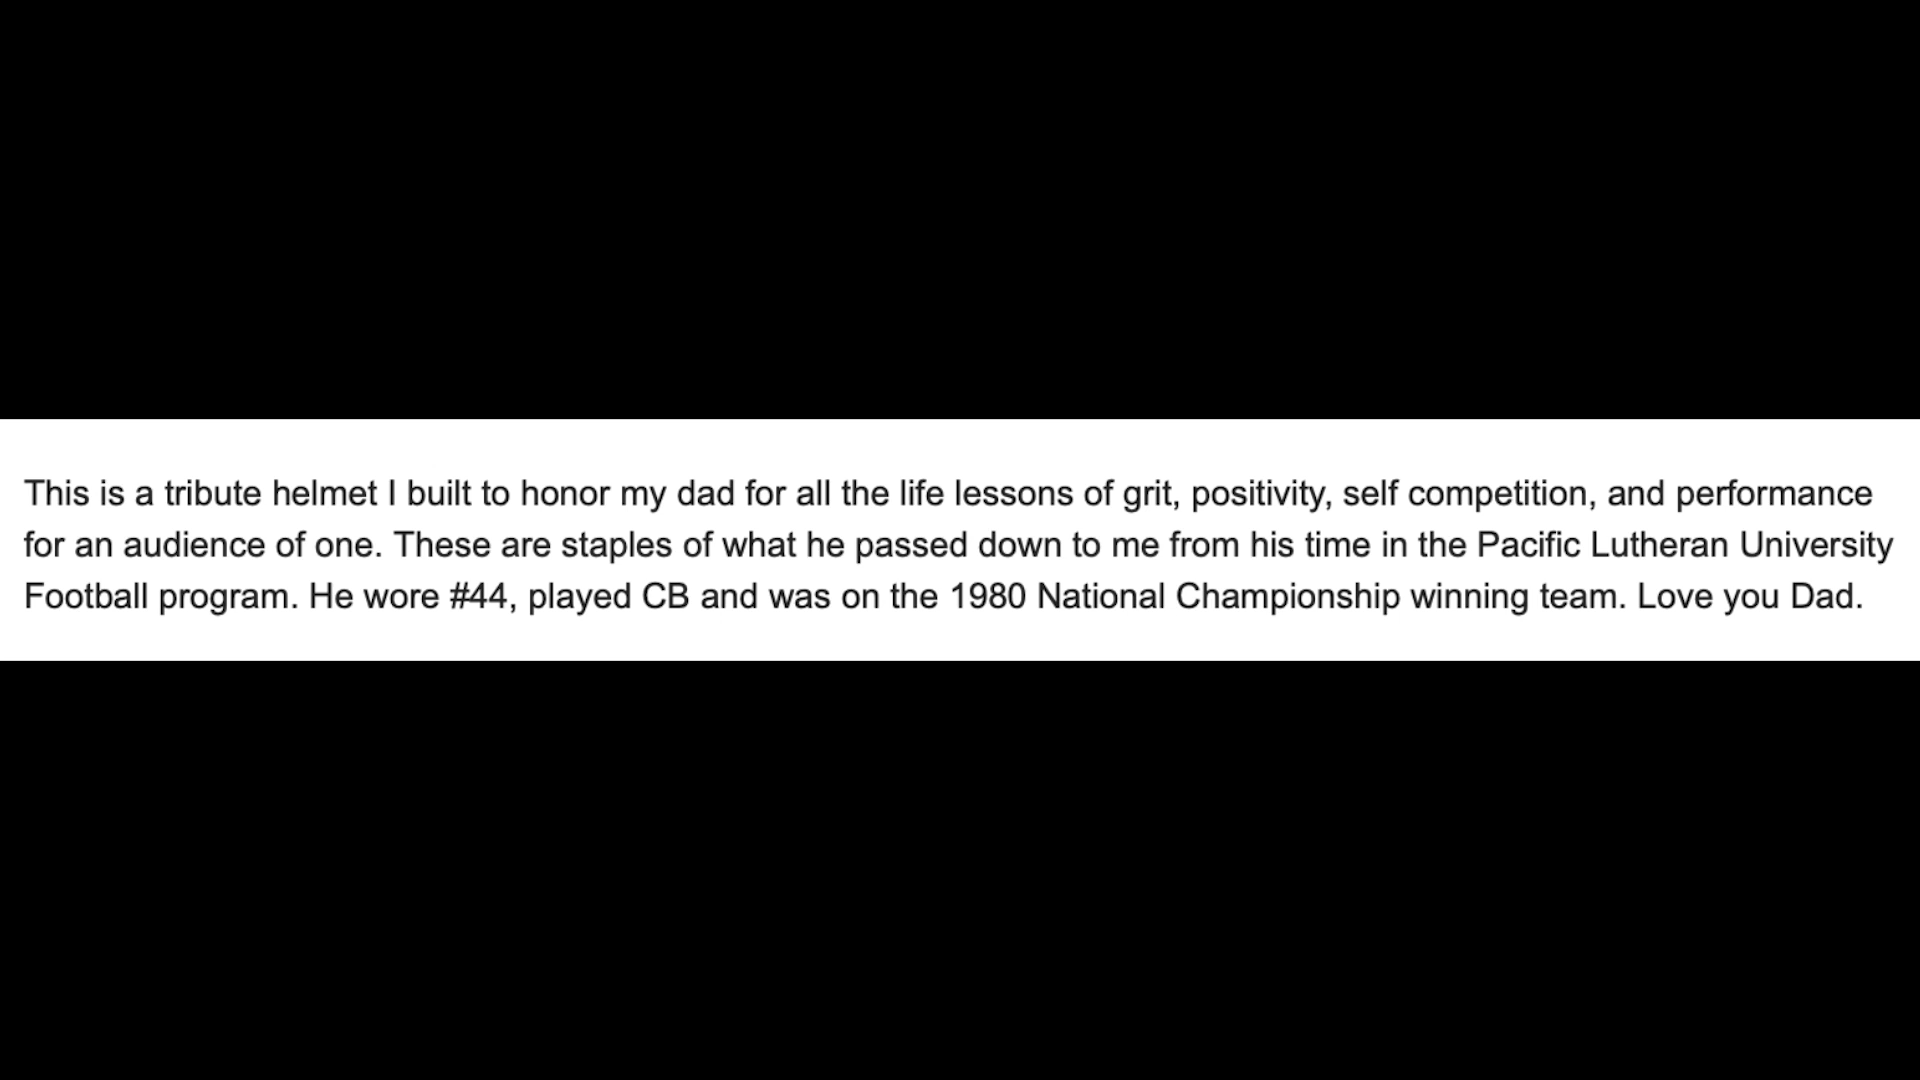 This is a tribute helmet I built to honor my dad for all the life lessons of grit, positivity, self competition, and performance
for an audience of one. These are staples of what he passed down to me from his time in the Pacific Lutheran University
Football program. He wore #44, played CB and was on the 1980 National Championship winning team. Love you Dad.